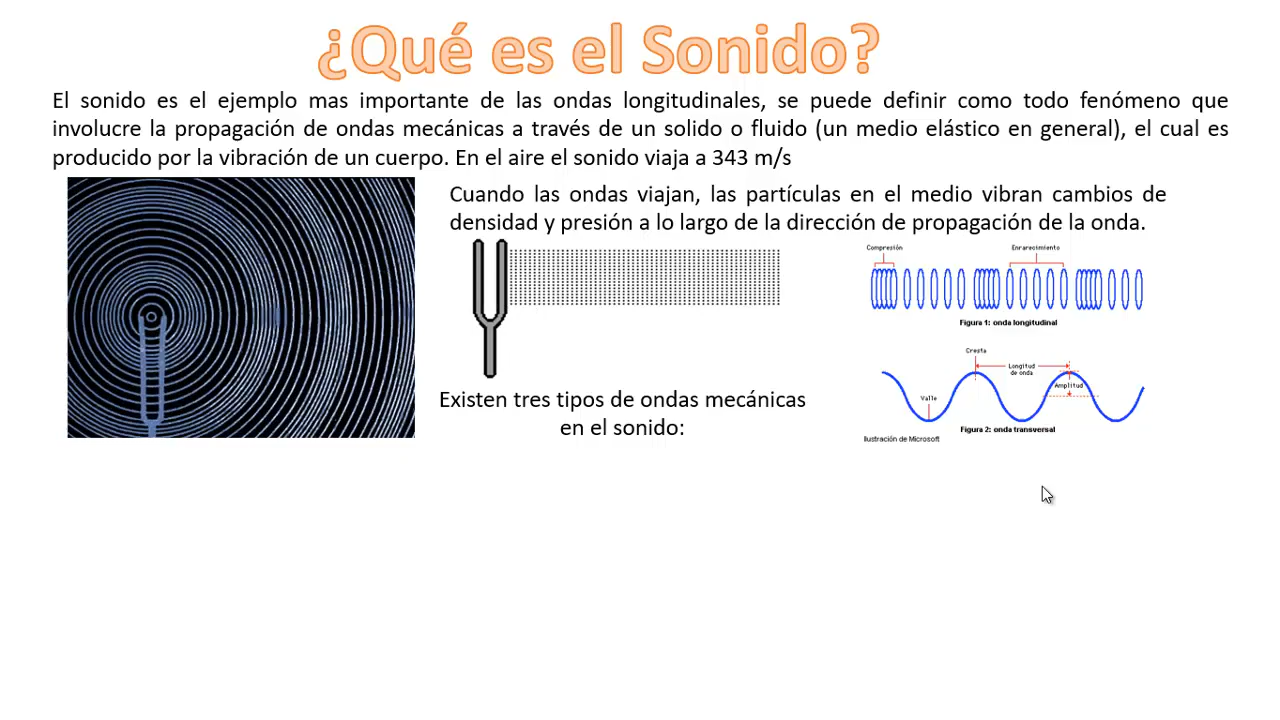 ¿Qué es el Sonido?
El sonido es el ejemplo mas importante de las ondas longitudinales, se puede definir como todo fenómeno que
involucre la propagación de ondas mecánicas a través de un solido o fluido (un medio elástico en general), el cual es
producido por la vibración de un cuerpo. En el aire el sonido viaja a 343 m/s
Cuando las ondas viajan, las partículas en el medio vibran cambios de
densidad y presión a lo largo de la dirección de propagación de la onda.
Compresión
Enrarecimiento
Figura 1: onda longitudinal
Cresta
Longitud
de onda
Amplitud
Valle
Figura 2: onda transversal
Ilustración de Microsoft
Existen tres tipos de ondas mecánicas
en el sonido: